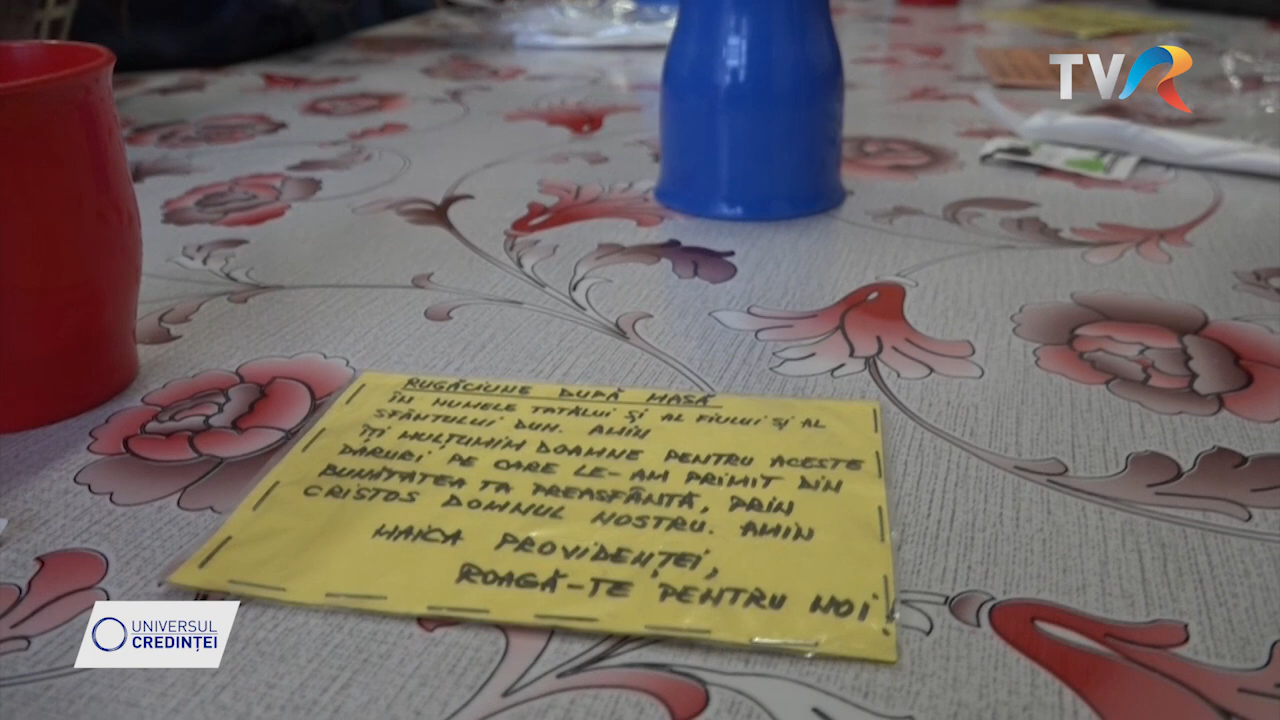 TVR
RUGĂCIUNE DUPĂ MASĂ
ÎN NUMELE TATĂLUI ȘI AL FIULUI ȘI AL
SFÂNTULUI DUH. AMIN
ÎȚI MULȚUMIM DOAMNE PENTRU ACESTE
DARURI PE CARE LE-AM PRIMIT DIN
BUNĂTATEA TA PREASFÂNTĂ, PRIN
CRISTOS DOMNUL NOSTRU. AMIN
MAICA PROVIDENȚEI,
ROAGĂ-TE PENTRU NOI!
UNIVERSUL
CREDINȚEI